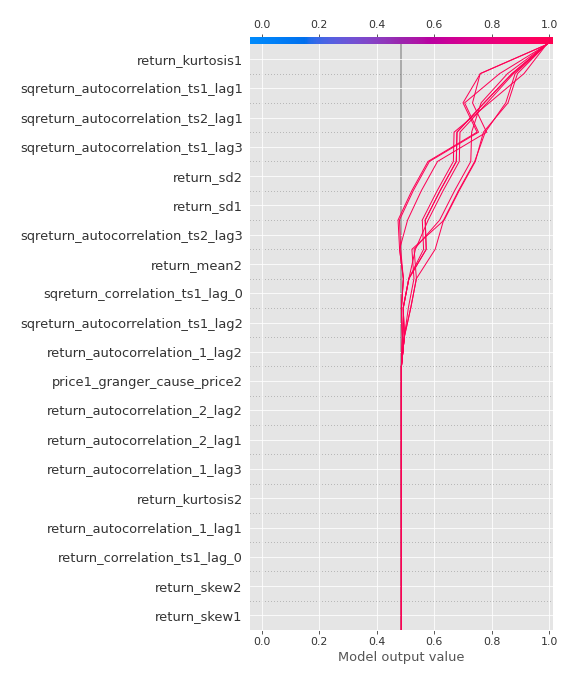 0.0 0.2 0.4 0.6 0.8 1.0
return_kurtosis1
sqreturn_autocorrelation_ts1_lag1
sqreturn_autocorrelation_ts2_lag1
sqreturn_autocorrelation_ts1_lag3
return_sd2
return_sd1
sqreturn_autocorrelation_ts2_lag3
return_mean2
sqreturn_correlation_ts1_lag_0
sqreturn_autocorrelation_ts1_lag2
return_autocorrelation_1_lag2
price1_granger_cause_price2
return_autocorrelation_2_lag2
return_autocorrelation_2_lag1
return_autocorrelation_1_lag3
return_kurtosis2
return_autocorrelation_1_lag1
return_correlation_ts1_lag_0
return_skew2
return_skew1
0.0 0.2 0.4 0.6 0.8 1.0
Model output value